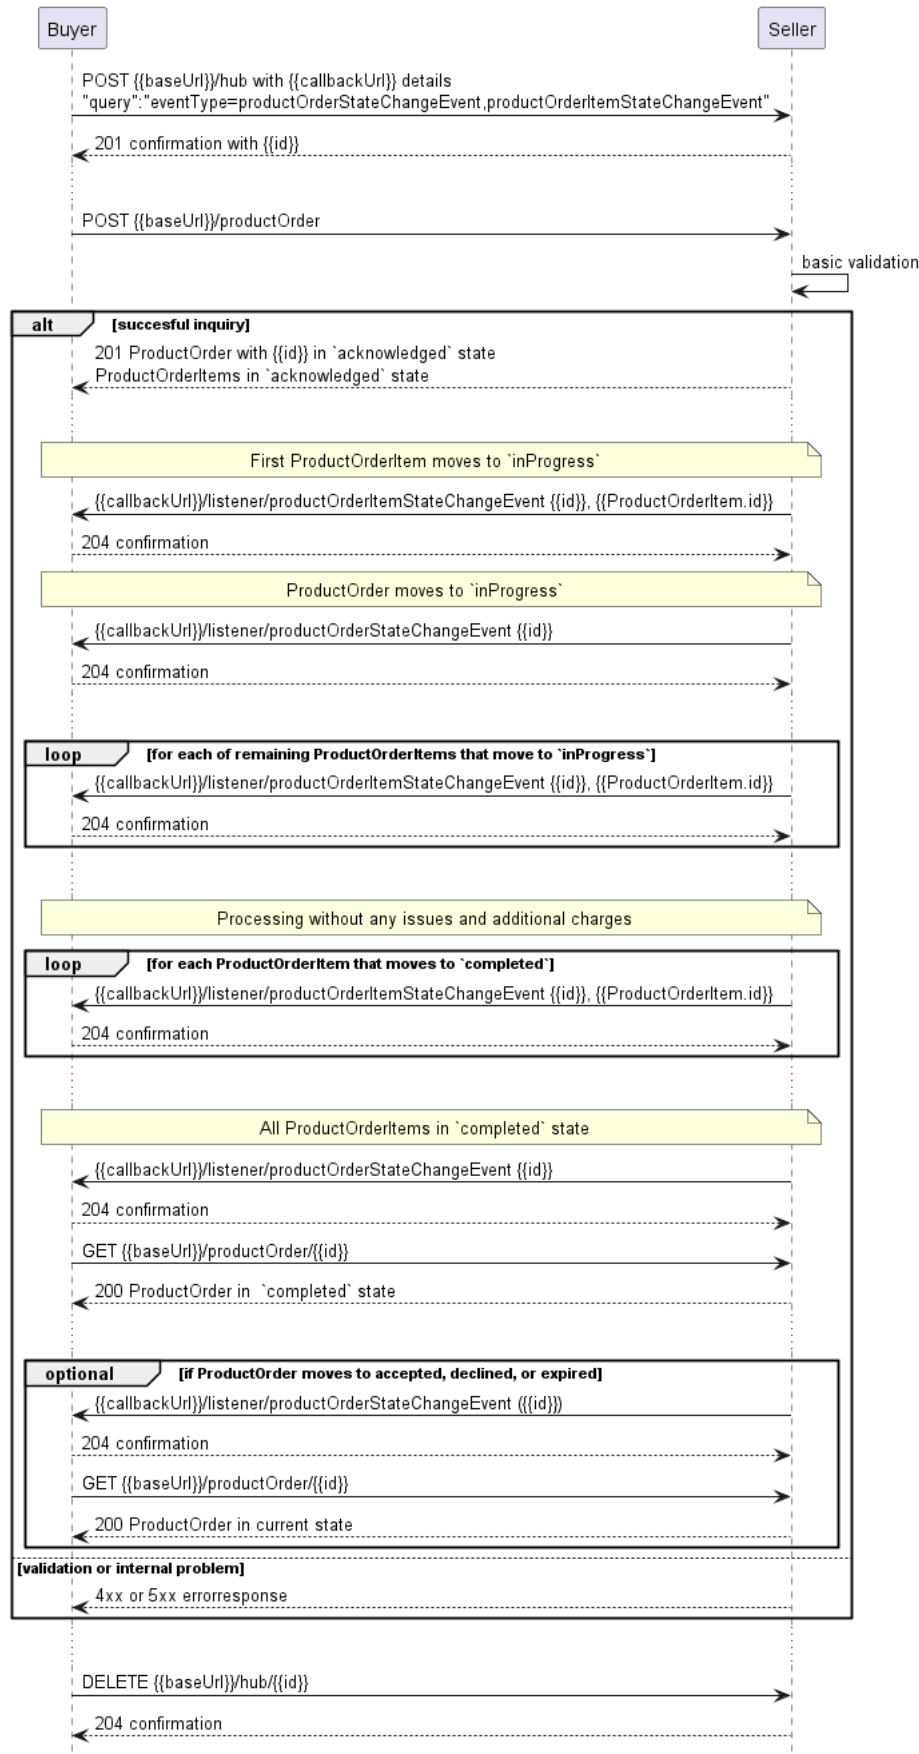 Buyer
Seller
POST {{baseUrl}}/hub with {{callbackUrl}} details
"query":"eventType=productOrderStateChangeEvent,productOrderItemStateChangeEvent"
201 confirmation with {{id}}
POST {{baseUrl}}/productOrder
basic validation
alt
[succesful inquiry]
201 ProductOrder with {{id}} in `acknowledged` state
ProductOrderItems in `acknowledged` state
First ProductOrderItem moves to `inProgress`
{{callbackUrl}}/listener/productOrderItemStateChangeEvent {{id}}, {{ProductOrderItem.id}}
204 confirmation
ProductOrder moves to `inProgress`
{{callbackUrl}}/listener/productOrderStateChangeEvent {{id}}
204 confirmation
loop
[for each of remaining ProductOrderItems that move to `inProgress`]
{{callbackUrl}}/listener/productOrderItemStateChangeEvent {{id}}, {{ProductOrderItem.id}}
204 confirmation
Processing without any issues and additional charges
loop
[for each ProductOrderItem that moves to `completed`]
{{callbackUrl}}/listener/productOrderItemStateChangeEvent {{id}}, {{ProductOrderItem.id}}
204 confirmation
All ProductOrderItems in `completed` state
{{callbackUrl}}/listener/productOrderStateChangeEvent {{id}}
204 confirmation
GET {{baseUrl}}/productOrder/{{id}}
200 ProductOrder in  `completed` state
optional
[if ProductOrder moves to accepted, declined, or expired]
{{callbackUrl}}/listener/productOrderStateChangeEvent ({{id}})
204 confirmation
GET {{baseUrl}}/productOrder/{{id}}
200 ProductOrder in current state
[validation or internal problem]
4xx or 5xx errorresponse
DELETE {{baseUrl}}/hub/{{id}}
204 confirmation